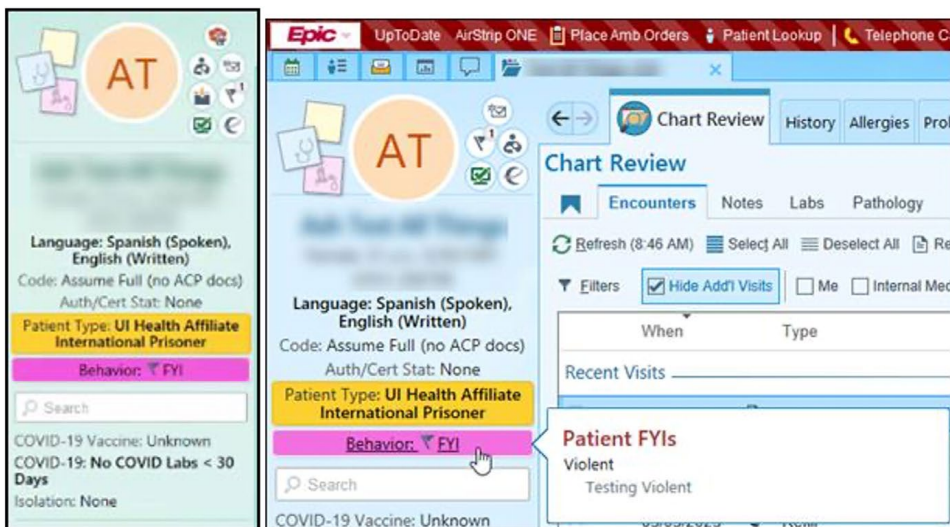 AT
1
Language: Spanish (Spoken),
English (Written)
Code: Assume Full (no ACP docs)
Auth/Cert Stat: None
Patient Type: UI Health Affiliate
International Prisoner
Behavior: FYI
Search
COVID-19 Vaccine: Unknown
COVID-19: No COVID Labs < 30
Days
Isolation: None
Epic UpToDate AirStrip ONE Place Amb Orders Patient Lookup Telephone C
AT
1
Language: Spanish (Spoken),
English (Written)
Code: Assume Full (no ACP docs)
Auth/Cert Stat: None
Patient Type: UI Health Affiliate
International Prisoner
Behavior: FYI
Search
COVID-19 Vaccine: Unknown
Chart Review History Allergies Prol
Chart Review
Encounters Notes Labs Pathology
Refresh (8:46 AM) Select All Deselect All Re
Filters Hide Add'l Visits Me Internal Med
When Type
Recent Visits
Patient FYIs
Violent
Testing Violent